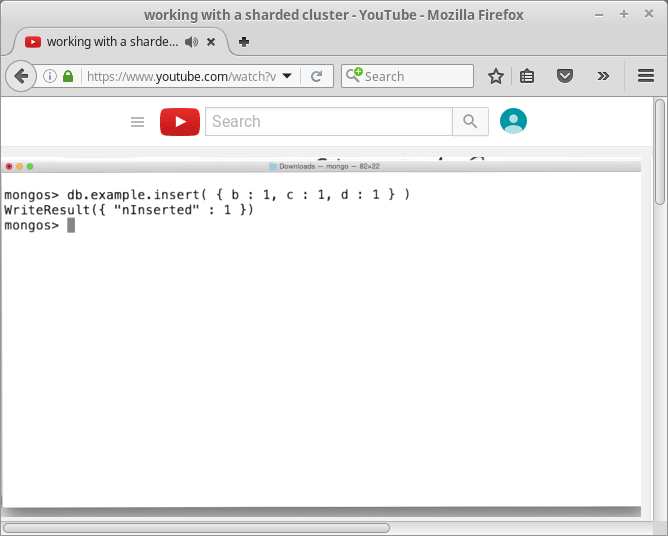 working with a sharded cluster - YouTube - Mozilla Firefox
working with a sharde...
https://www.youtube.com/watch?v
Search
Search
Downloads — mongo — 82×22
mongos> db.example.insert( { b : 1, c : 1, d : 1 } )
WriteResult({ "nInserted" : 1 })
mongos>